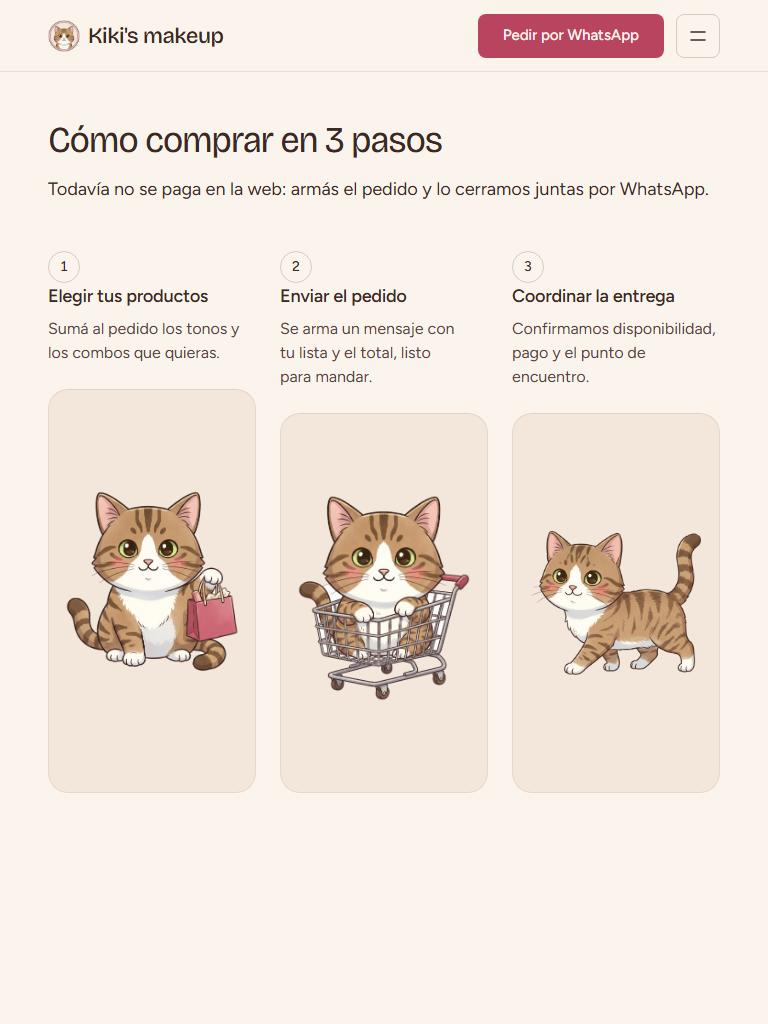 Kiki's makeup
Pedir por WhatsApp
Cómo comprar en 3 pasos
Todavía no se paga en la web: armás el pedido y lo cerramos juntas por WhatsApp.
1
Elegir tus productos
Sumá al pedido los tonos y
los combos que quieras.
2
Enviar el pedido
Se arma un mensaje con
tu lista y el total, listo
para mandar.
3
Coordinar la entrega
Confirmamos disponibilidad,
pago y el punto de
encuentro.